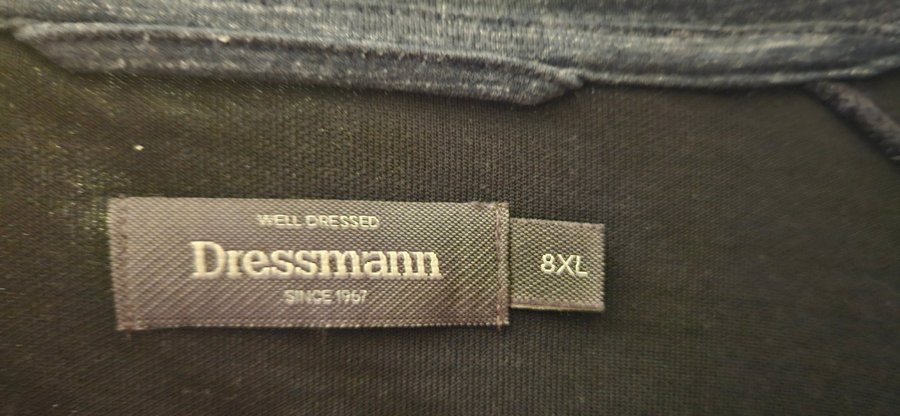 WELL DRESSED
Dressmann
SINCE 1967
8XL